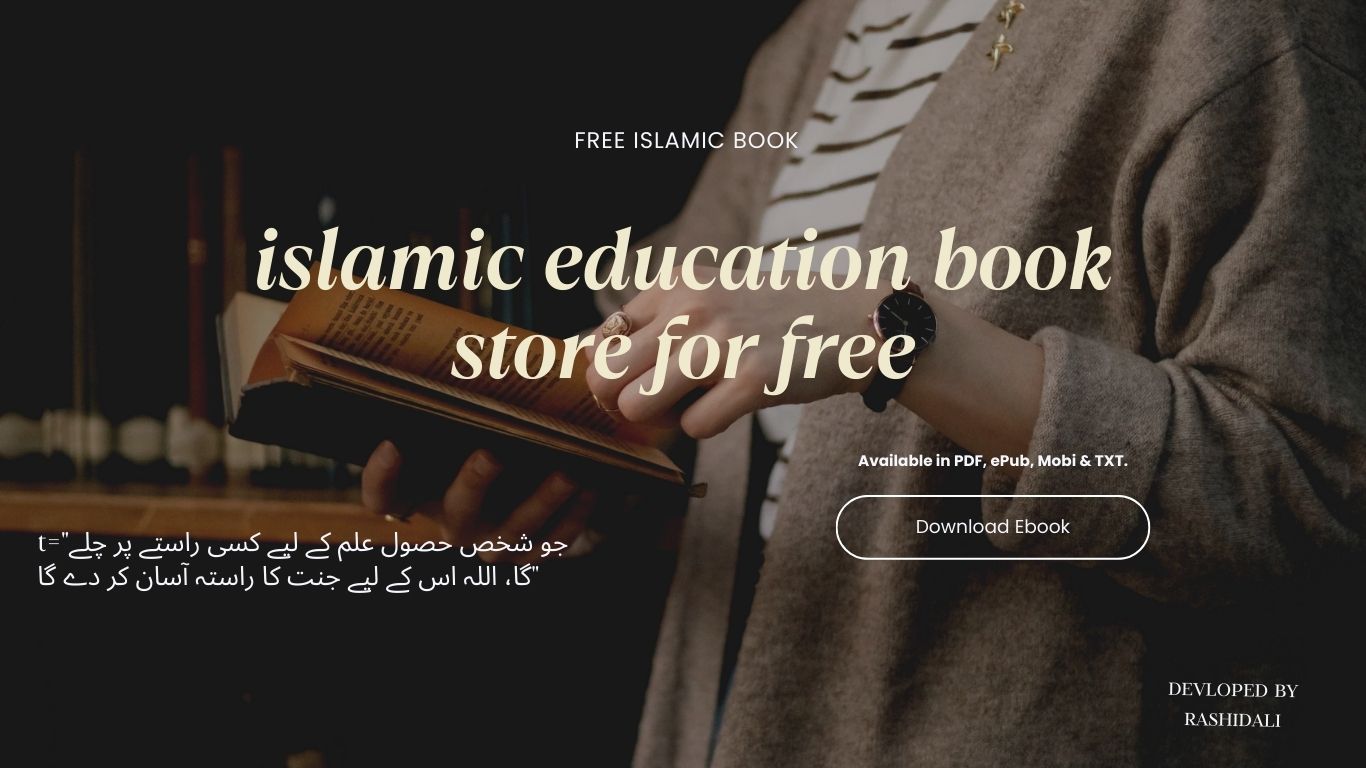 FREE ISLAMIC BOOK
islamic education book
store for free
Available in PDF, ePub, Mobi & TXT.
Download Ebook
t="جو شخص حصول علم کے لیے کسی راستے پر چلے
گا، اللہ اس کے لیے جنت کا راستہ آسان کر دے گا"
DEVLOPED BY
RASHIDALI